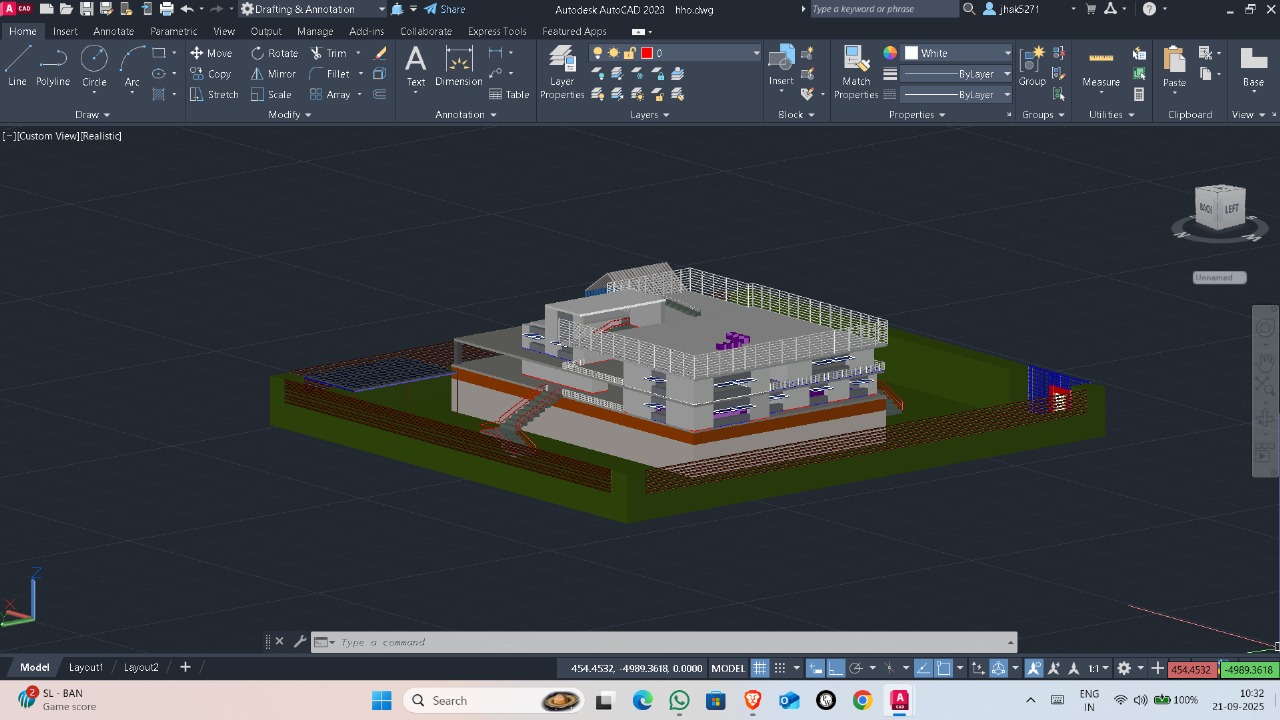 CAD
Drafting & Annotation
Share
Autodesk AutoCAD 2023 hho.dwg
Type a keyword or phrase
jhak5271
Home Insert Annotate Parametric View Output Manage Add-ins Collaborate Express Tools Featured Apps
Line Polyline Circle Arc
Move Rotate Trim
Copy Mirror Fillet
Stretch Scale Array
Text Dimension Table
Layer Properties
0
Insert
Match Properties
White
ByLayer
ByLayer
Group
Measure
Paste
Base
Draw Modify Annotation Layers Block Properties Groups Utilities Clipboard View
[−][Custom View][Realistic]
BACK LEFT
N W
Unnamed
Z
X
Type a command
Model Layout1 Layout2 +
454.4532, -4989.3618, 0.0000 MODEL 1:1 454.4532 -4989.3618
2 SL - BAN
Game score
Search
A CAD
ENG
IN
100%
10:32
21-09-2025